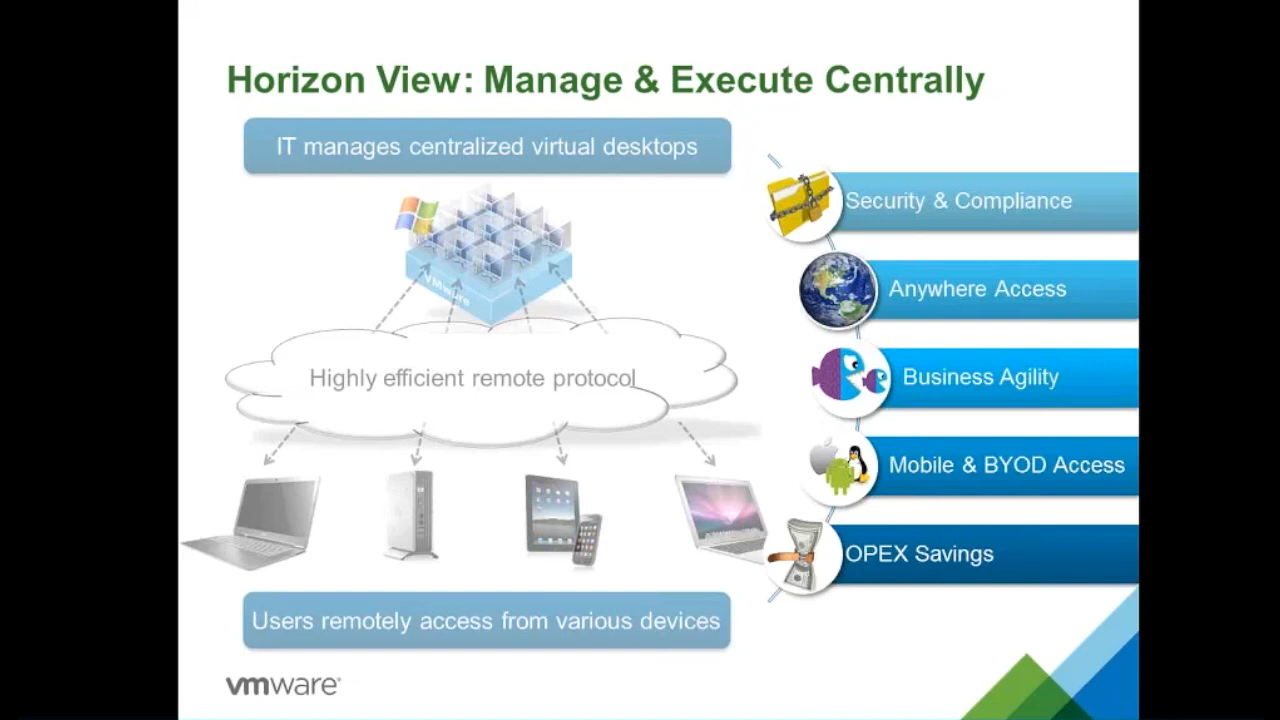 Horizon View: Manage & Execute Centrally
IT manages centralized virtual desktops
VMware
Highly efficient remote protocol
Users remotely access from various devices
Security & Compliance
Anywhere Access
Business Agility
Mobile & BYOD Access
OPEX Savings
vmware®